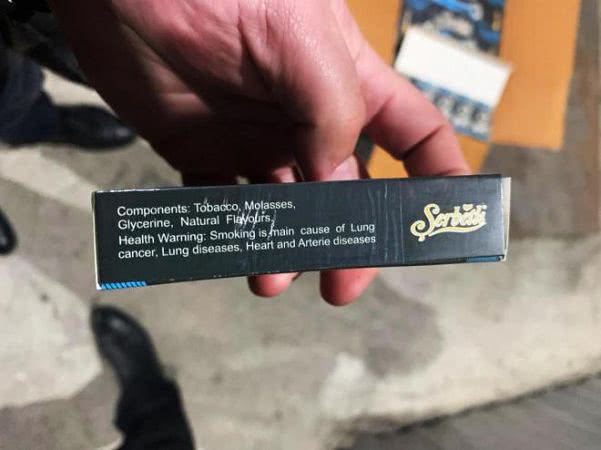 Components: Tobacco, Molasses,
Glycerine, Natural Flavours,
Health Warning: Smoking is main cause of Lung
cancer, Lung diseases, Heart and Arterie diseases
Serbetli